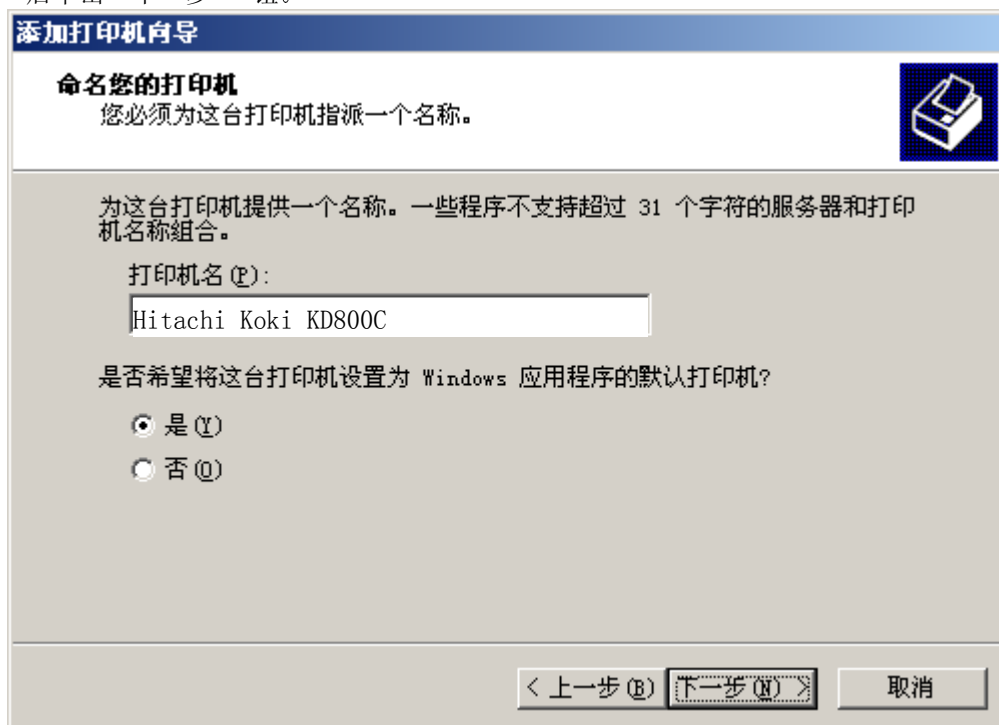 添加打印机向导
命名您的打印机
您必须为这台打印机指派一个名称。
为这台打印机提供一个名称。一些程序不支持超过 31 个字符的服务器和打印
机名称组合。
打印机名(P):
Hitachi Koki KD800C
是否希望将这台打印机设置为 Windows 应用程序的默认打印机?
是(Y)
否(O)
< 上一步(B) 下一步(N) > 取消